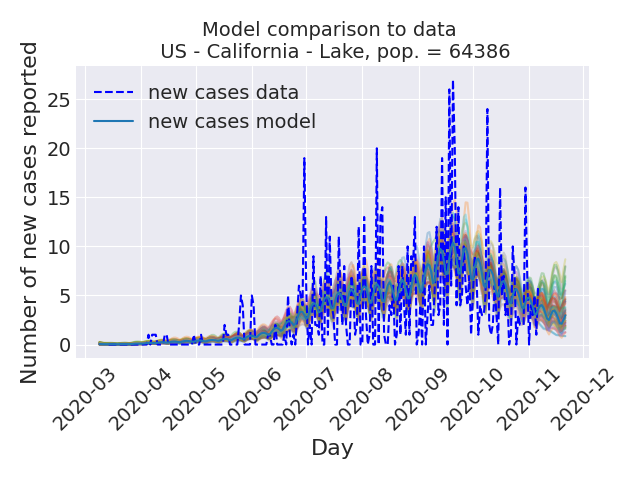 Model comparison to data
US - California - Lake, pop. = 64386
Number of new cases reported
25
20
15
10
5
0
new cases data
new cases model
2020-03
2020-04
2020-05
2020-06
2020-07
2020-08
2020-09
2020-10
2020-11
2020-12
Day